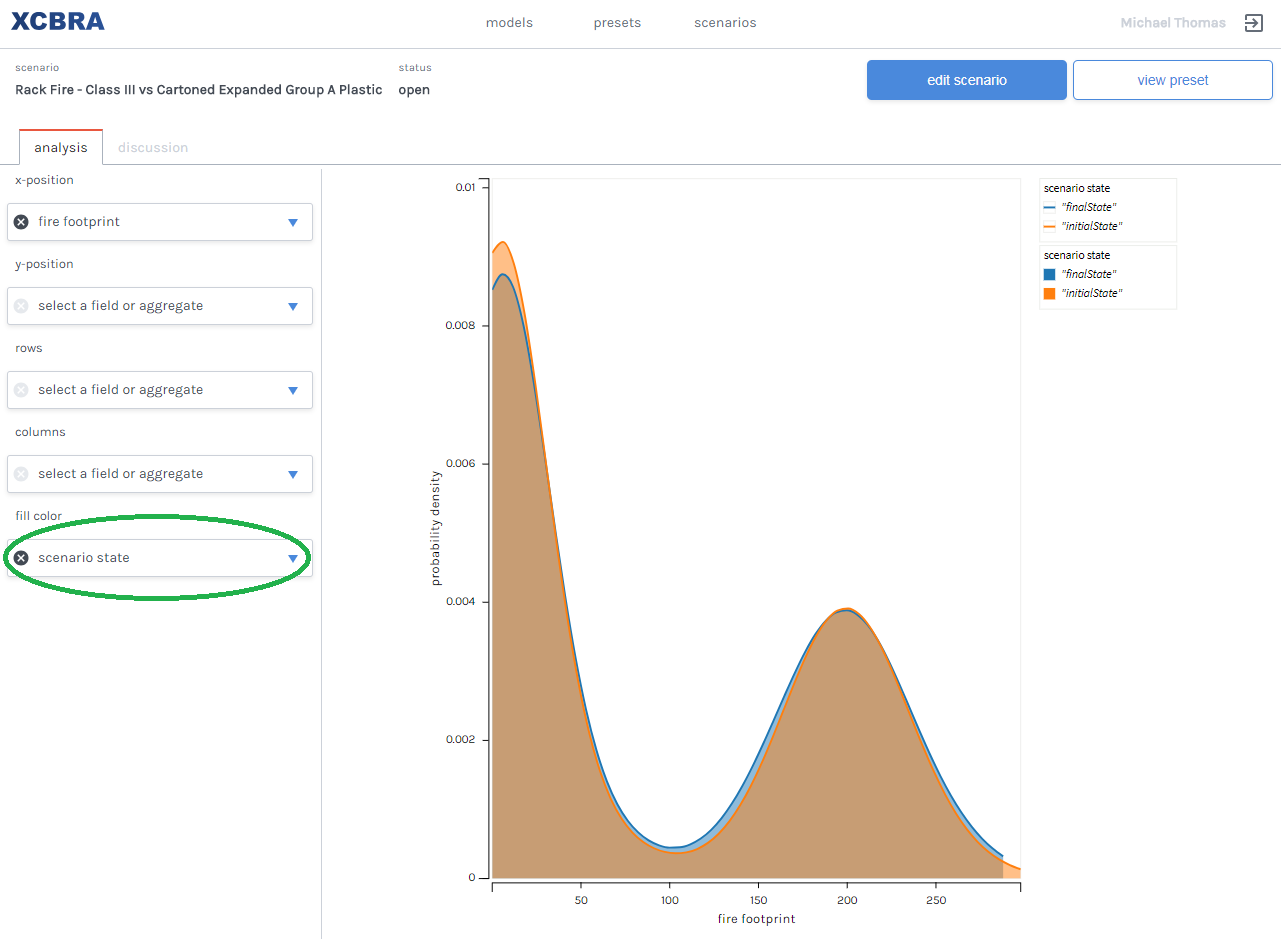 XCBRA
models presets scenarios
Michael Thomas
scenario
Rack Fire - Class III vs Cartoned Expanded Group A Plastic
status
open
edit scenario
view preset
analysis
discussion
x-position
fire footprint
y-position
select a field or aggregate
rows
select a field or aggregate
columns
select a field or aggregate
fill color
scenario state
0.01
0.008
0.006
0.004
0.002
0
probability density
50 100 150 200 250
fire footprint
scenario state
"finalState"
"initialState"
scenario state
"finalState"
"initialState"